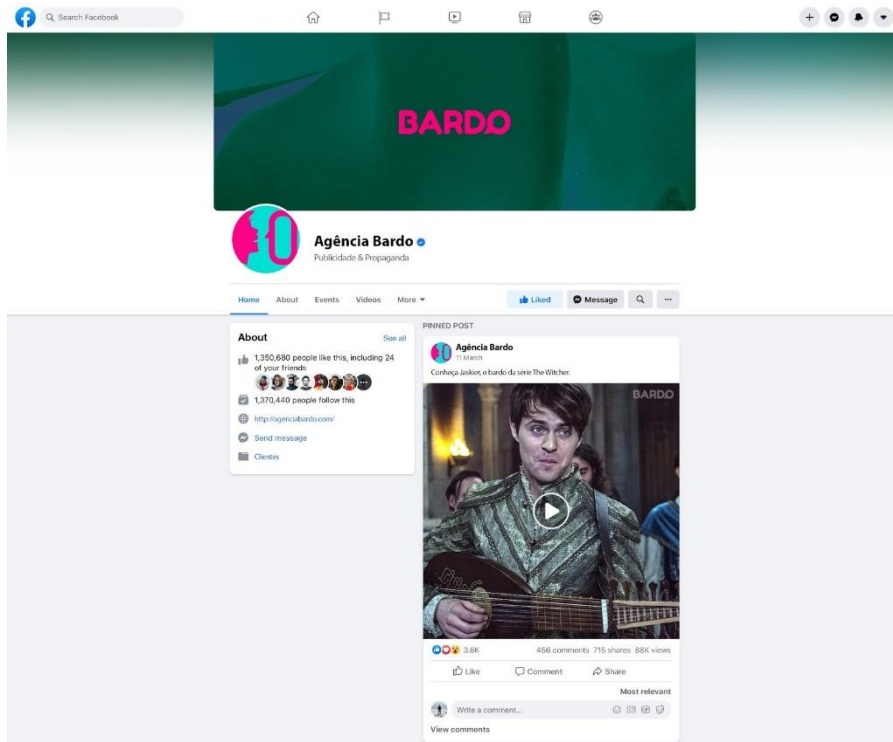 Search Facebook
BARDO
Agência Bardo
Publicidade & Propaganda
Home About Events Videos More
Liked Message
About See all
1,350,680 people like this, including 24
of your friends
1,370,440 people follow this
http://agenciabardo.com/
Send message
Clientes
PINNED POST
Agência Bardo
11 March
Conheça Jaskier, o bardo da série The Witcher.
BARDO
3.8K 456 comments 715 shares 88K views
Like Comment Share
Most relevant
Write a comment...
View comments